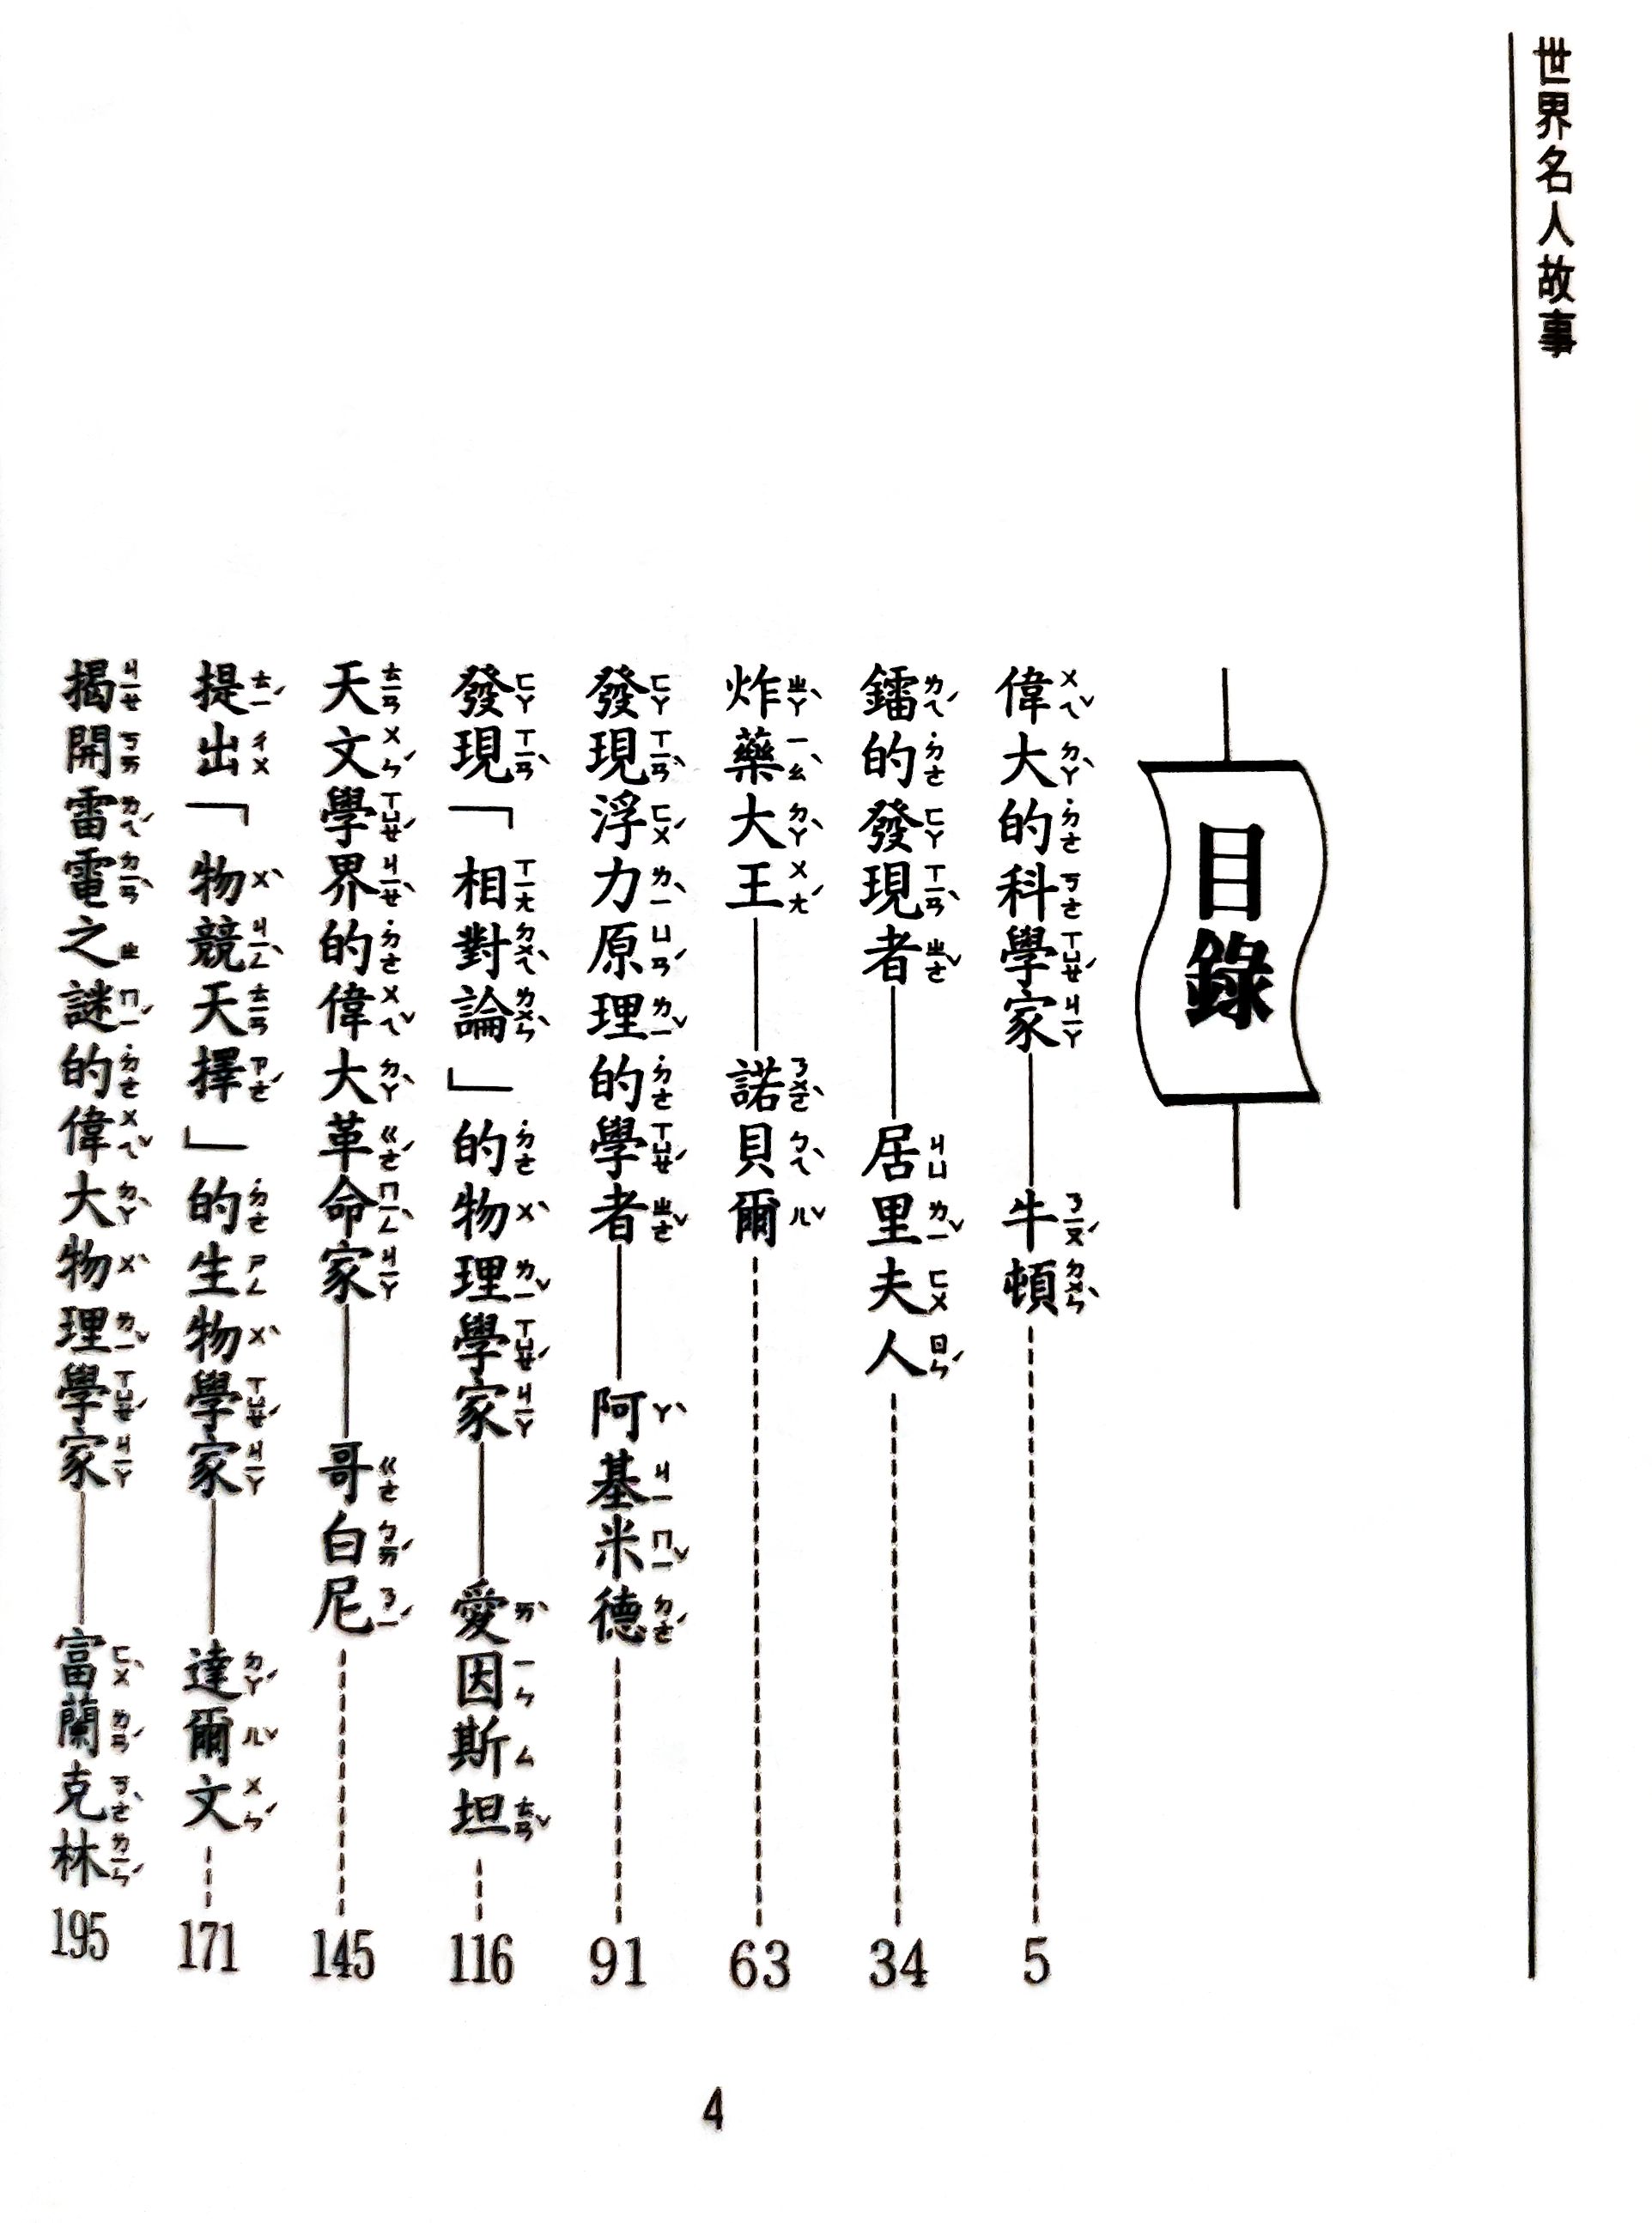 世界名人故事
目錄
偉大的科學家——牛頓 5
鐳的發現者——居里夫人 34
炸藥大王——諾貝爾 63
發現浮力原理的學者——阿基米德 91
發現「相對論」的物理學家——愛因斯坦 116
天文學界的偉大革命家——哥白尼 145
提出「物競天擇」的生物學家——達爾文 171
揭開雷電之謎的偉大物理學家——富蘭克林 195
4